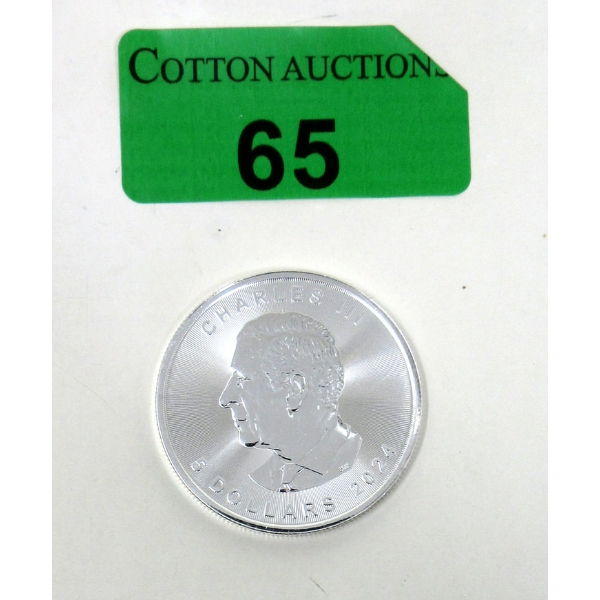 COTTON AUCTIONS
65
CHARLES III
5 DOLLARS 2024